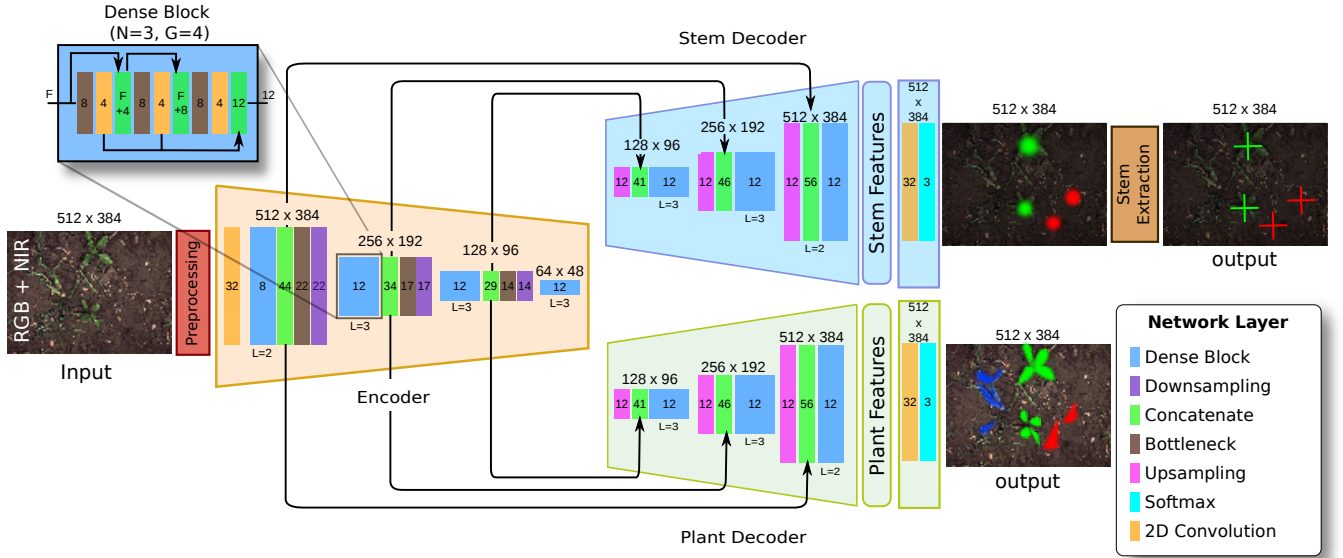 Dense Block
(N=3, G=4)
F
8
4
F
+4
8
4
F
+8
8
4
12
12
Stem Decoder
512 x 384
RGB + NIR
Input
Preprocessing
512 x 384
32
8
44
22
22
L=2
256 x 192
12
34
17
17
L=3
128 x 96
12
29
14
14
L=3
64 x 48
12
L=3
Encoder
128 x 96
12
41
12
L=3
256 x 192
12
46
12
L=3
512 x 384
12
56
12
L=2
Stem Features
512
x
384
32
3
512 x 384
Stem
Extraction
512 x 384
output
128 x 96
12
41
12
L=3
256 x 192
12
46
12
L=3
512 x 384
12
56
12
L=2
Plant Features
512
x
384
32
3
512 x 384
output
Plant Decoder
Network Layer
Dense Block
Downsampling
Concatenate
Bottleneck
Upsampling
Softmax
2D Convolution